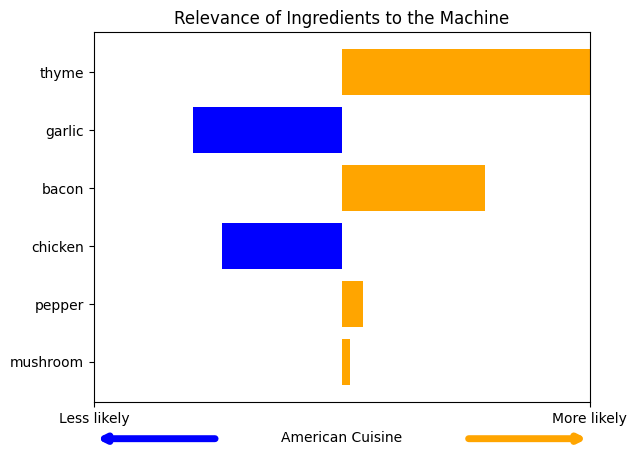 Relevance of Ingredients to the Machine
thyme
garlic
bacon
chicken
pepper
mushroom
Less likely
More likely
American Cuisine